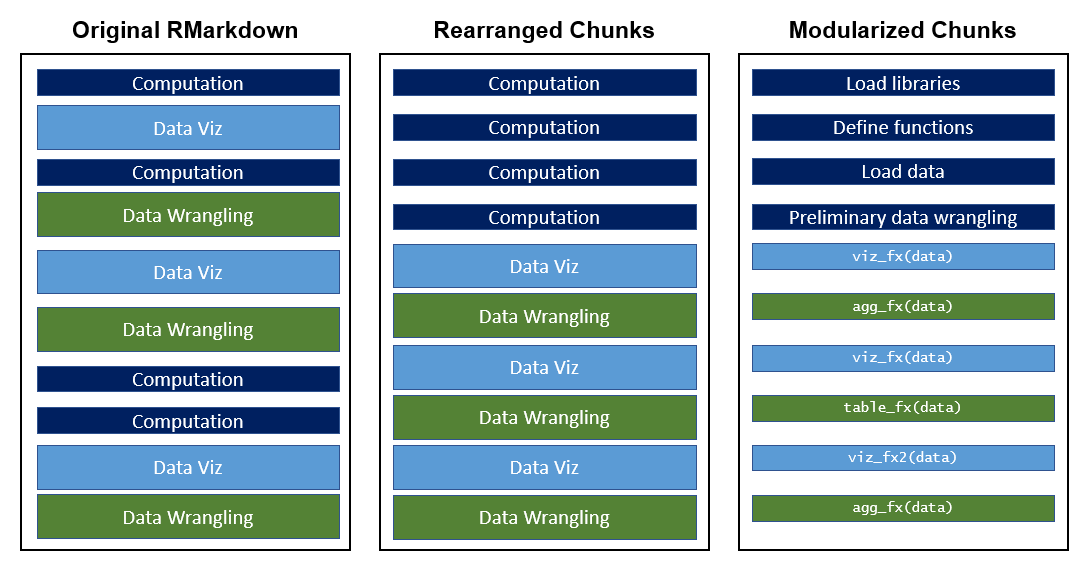 Original RMarkdown
Computation
Data Viz
Computation
Data Wrangling
Data Viz
Data Wrangling
Computation
Computation
Data Viz
Data Wrangling
Rearranged Chunks
Computation
Computation
Computation
Computation
Data Viz
Data Wrangling
Data Viz
Data Wrangling
Data Viz
Data Wrangling
Modularized Chunks
Load libraries
Define functions
Load data
Preliminary data wrangling
viz_fx(data)
agg_fx(data)
viz_fx(data)
table_fx(data)
viz_fx2(data)
agg_fx(data)